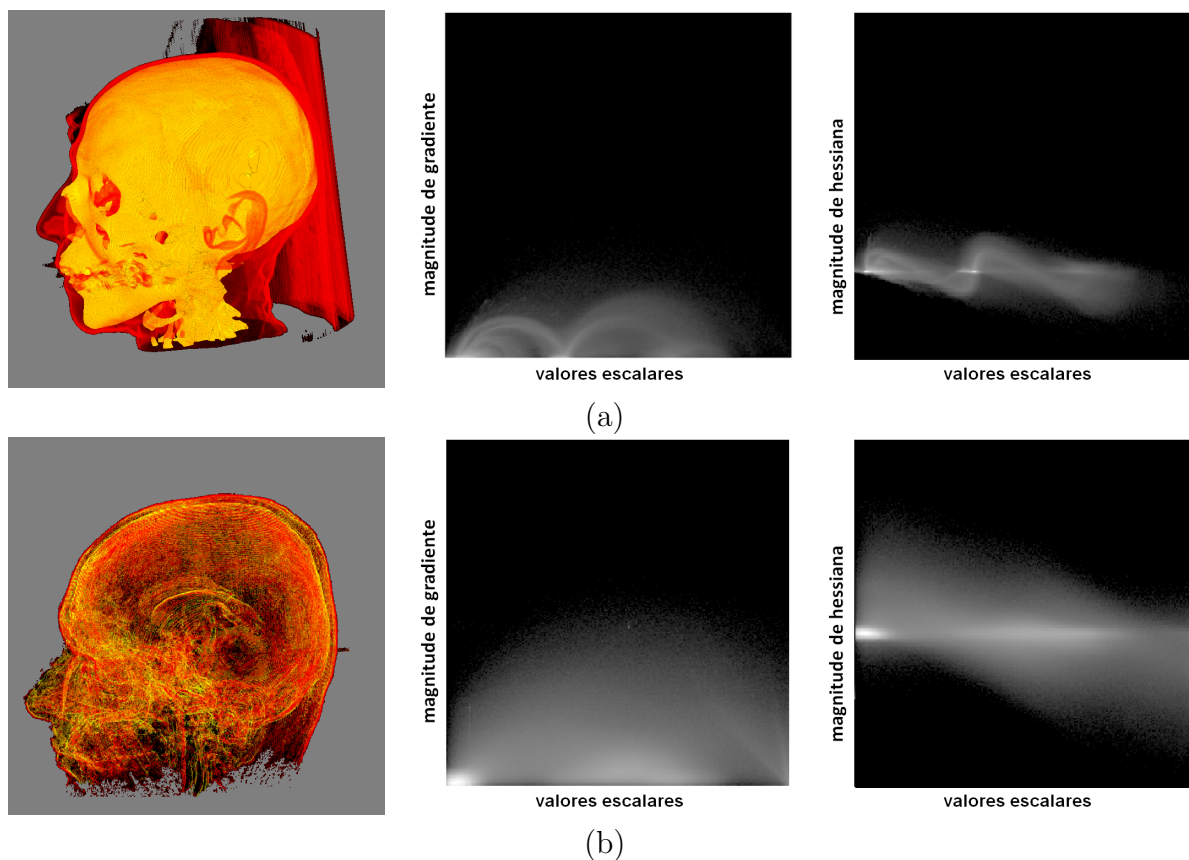 magnitude de gradiente
valores escalares
magnitude de hessiana
valores escalares
(a)
magnitude de gradiente
valores escalares
magnitude de hessiana
valores escalares
(b)